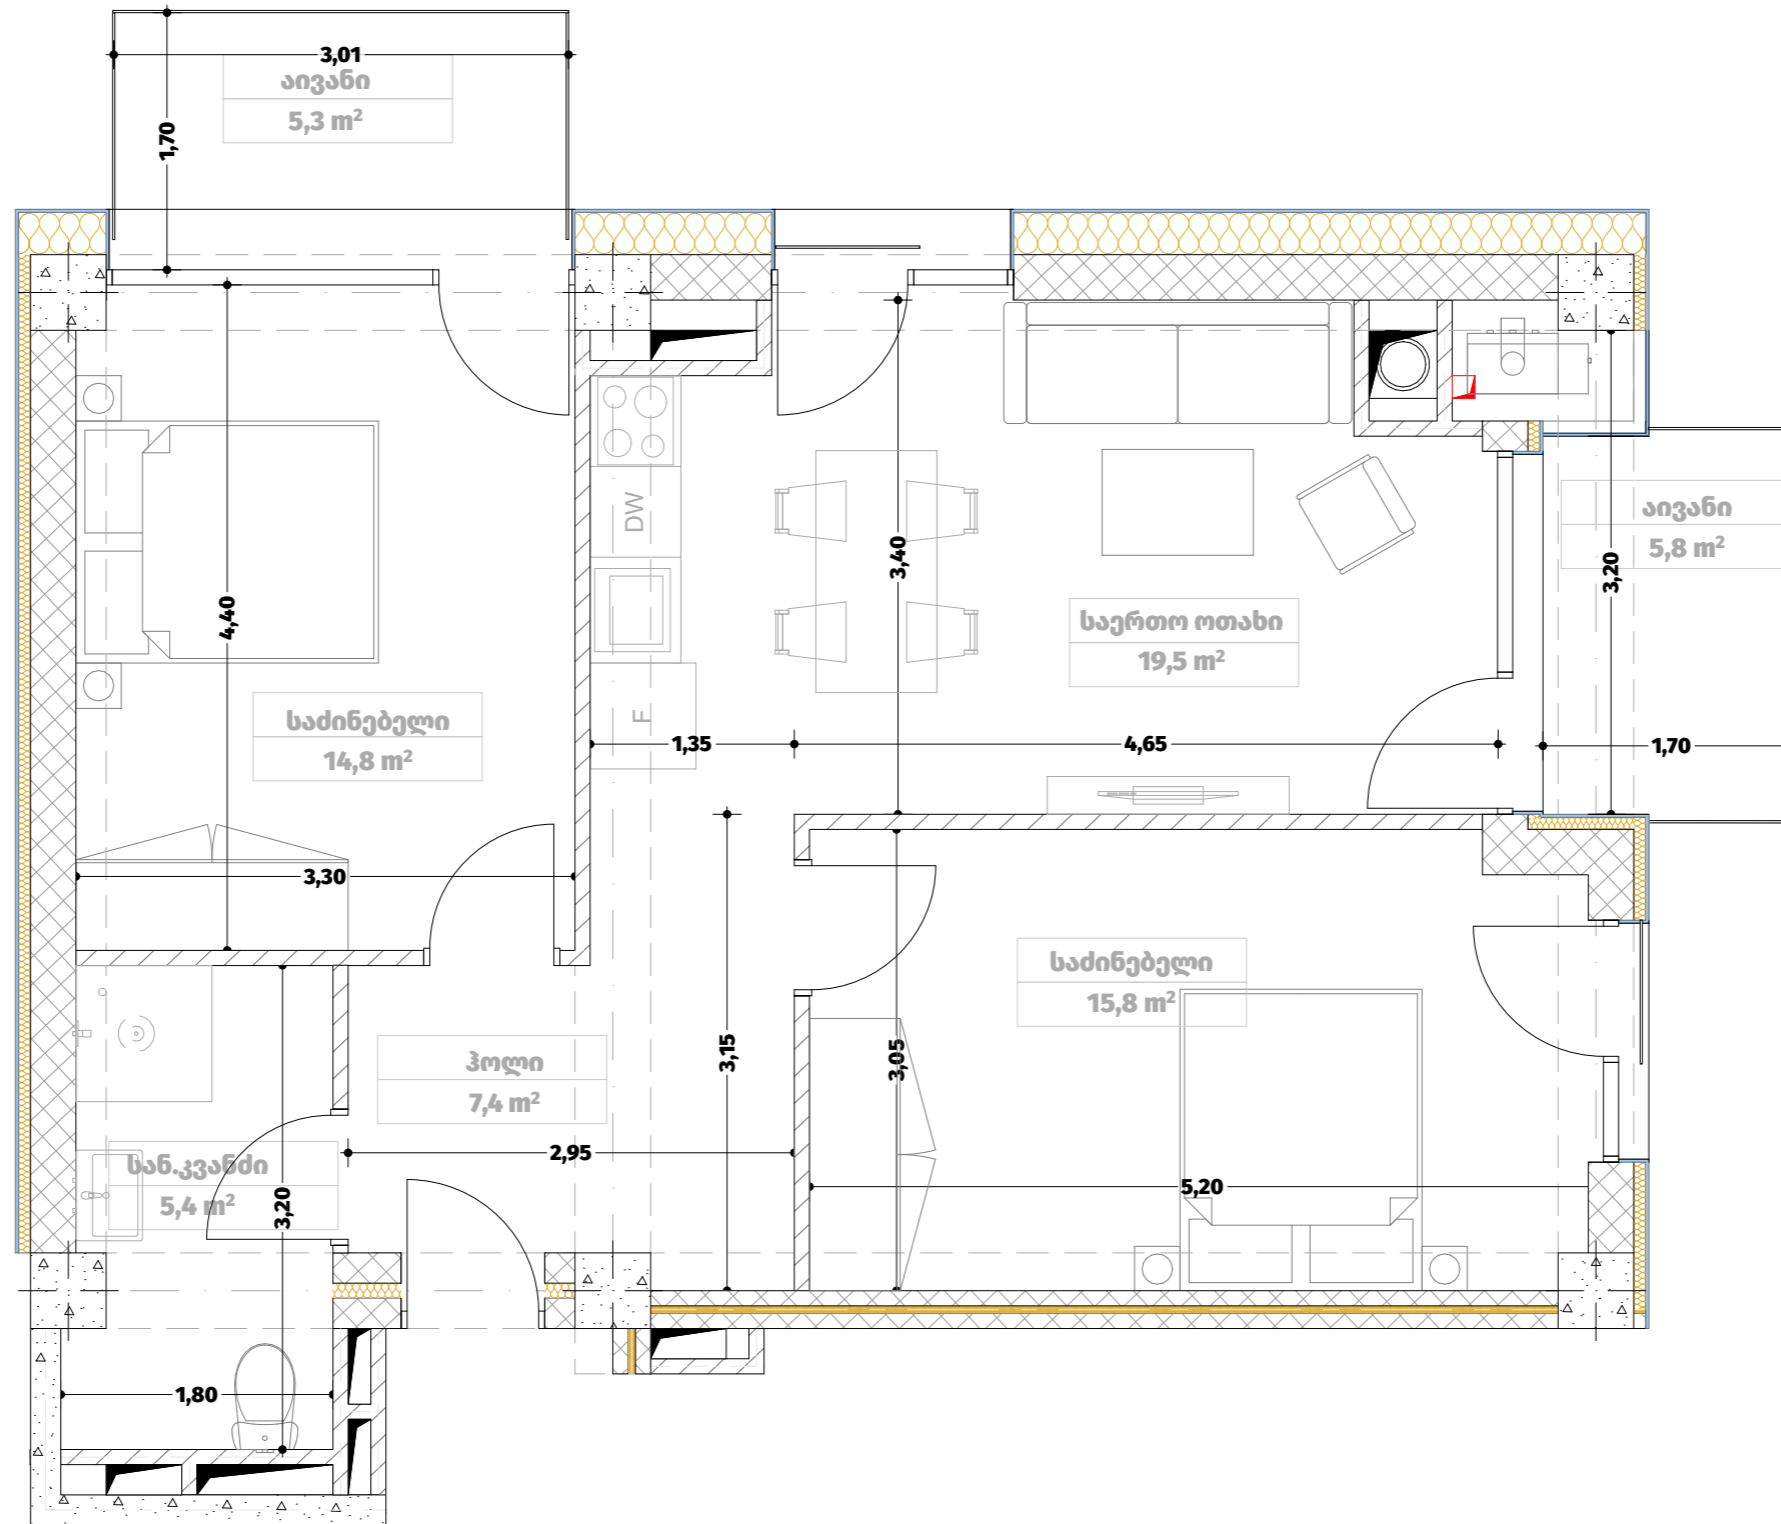 3,01
აივანი
5,3 m²
1,70
4,40
DW
3,40
აივანი
5,8 m²
3,20
საერთო ოთახი
19,5 m²
საძინებელი
14,8 m²
F
1,35
4,65
1,70
3,30
საძინებელი
15,8 m²
3,15
3,05
ჰოლი
7,4 m²
2,95
სან.კვანძი
5,4 m²
3,20
5,20
1,80